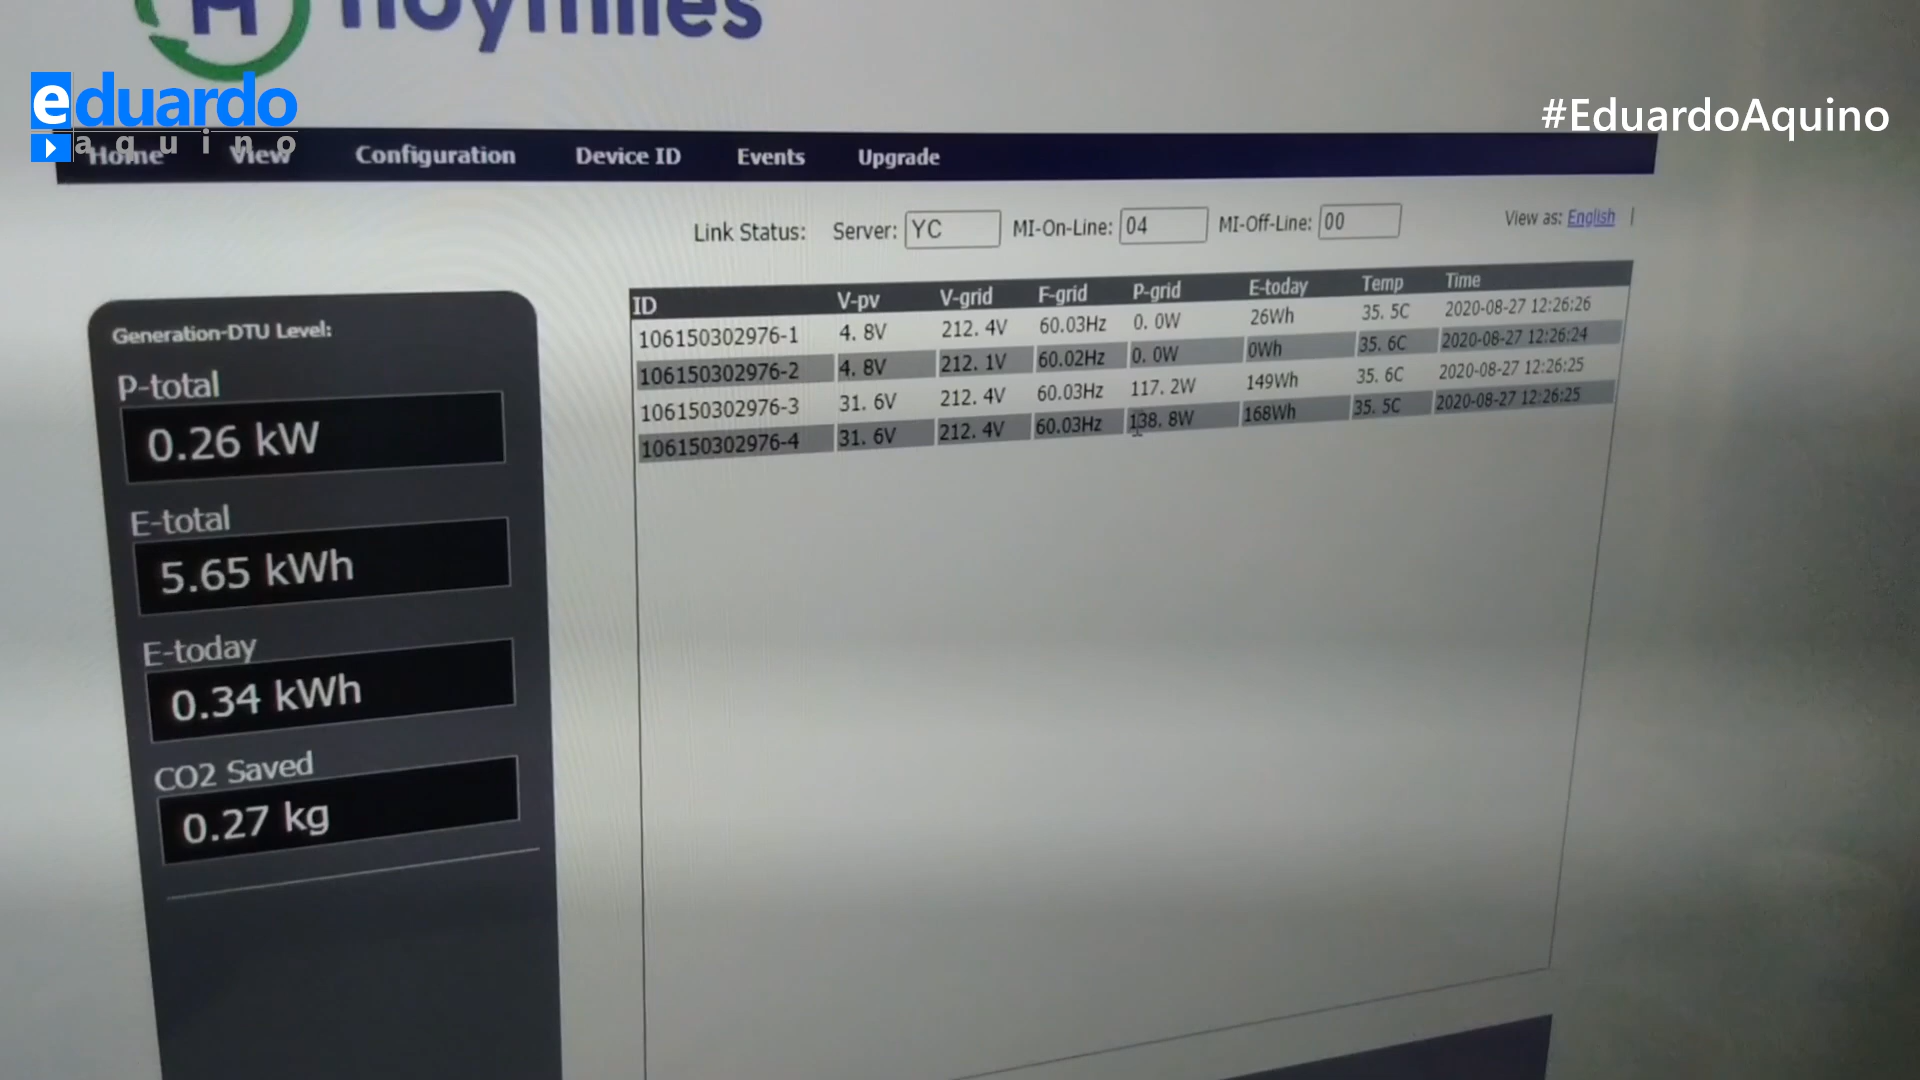 hoymiles
eduardo
aquino
#EduardoAquino
Home View Configuration Device ID Events Upgrade
Link Status: Server: YC MI-On-Line: 04 MI-Off-Line: 00 View as: English |
Generation-DTU Level:
P-total
0.26 kW
E-total
5.65 kWh
E-today
0.34 kWh
CO2 Saved
0.27 kg
ID V-pv V-grid F-grid P-grid E-today Temp Time
106150302976-1 4. 8V 212. 4V 60.03Hz 0. 0W 26Wh 35. 5C 2020-08-27 12:26:26
106150302976-2 4. 8V 212. 1V 60.02Hz 0. 0W 0Wh 35. 6C 2020-08-27 12:26:24
106150302976-3 31. 6V 212. 4V 60.03Hz 117. 2W 149Wh 35. 6C 2020-08-27 12:26:25
106150302976-4 31. 6V 212. 4V 60.03Hz 138. 8W 168Wh 35. 5C 2020-08-27 12:26:25